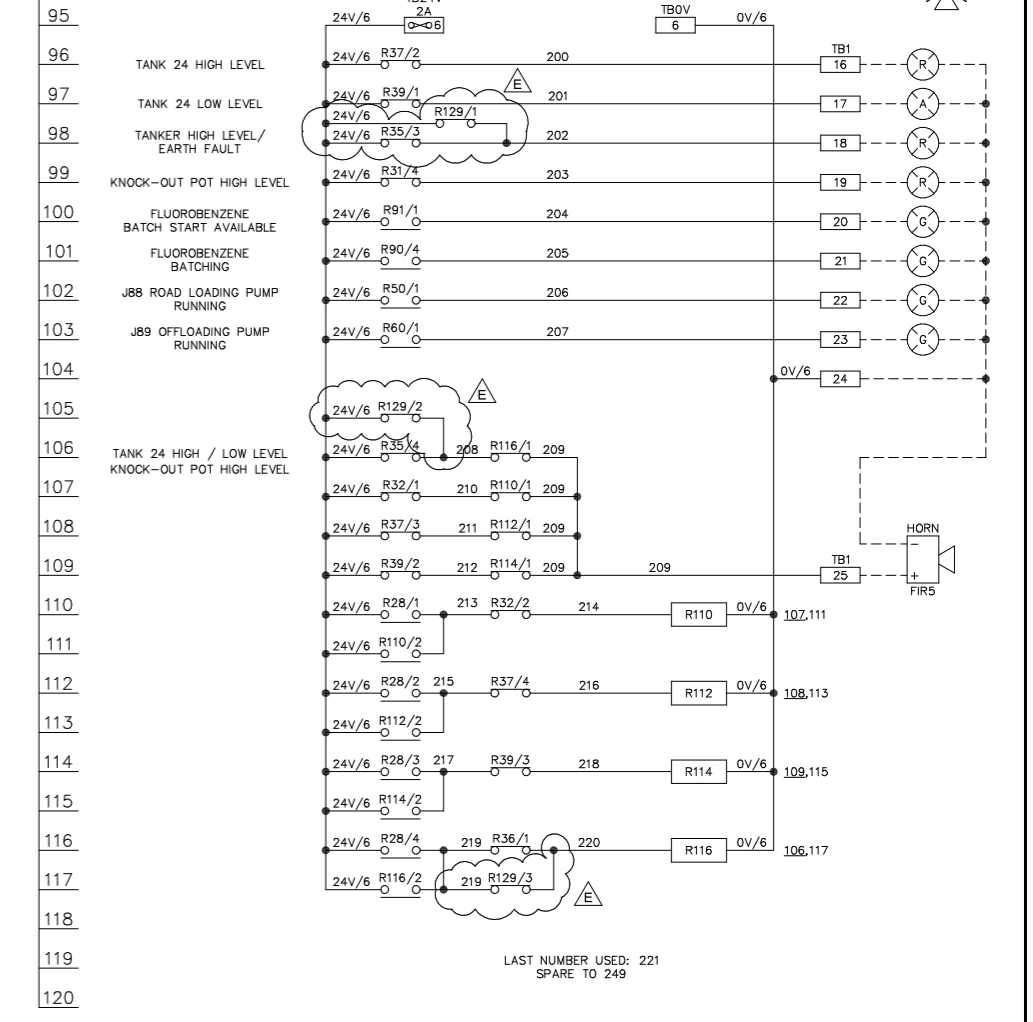 95 24V/6 2A 6 TB0V 6 0V/6
96 TANK 24 HIGH LEVEL 24V/6 R37/2 200 TB1 16 R
E
97 TANK 24 LOW LEVEL 24V/6 R39/1 201 17 A
24V/6 R129/1
98 TANKER HIGH LEVEL/ 24V/6 R35/3 202 18 R
EARTH FAULT
99 KNOCK-OUT POT HIGH LEVEL 24V/6 R31/4 203 19 R
100 FLUOROBENZENE 24V/6 R91/1 204 20 G
BATCH START AVAILABLE
101 FLUOROBENZENE 24V/6 R90/4 205 21 G
BATCHING
102 J88 ROAD LOADING PUMP 24V/6 R50/1 206 22 G
RUNNING
103 J89 OFFLOADING PUMP 24V/6 R60/1 207 23 G
RUNNING
104 0V/6 24
E
105 24V/6 R129/2
106 TANK 24 HIGH / LOW LEVEL 24V/6 R35/4 208 R116/1 209
KNOCK-OUT POT HIGH LEVEL
107 24V/6 R32/1 210 R110/1 209
108 24V/6 R37/3 211 R112/1 209 HORN
-
109 24V/6 R39/2 212 R114/1 209 209 TB1 25 +
FIR5
110 24V/6 R28/1 213 R32/2 214 R110 0V/6 107,111
111 24V/6 R110/2
112 24V/6 R28/2 215 R37/4 216 R112 0V/6 108,113
113 24V/6 R112/2
114 24V/6 R28/3 217 R39/3 218 R114 0V/6 109,115
115 24V/6 R114/2
116 24V/6 R28/4 219 R36/1 220 R116 0V/6 106,117
117 24V/6 R116/2 219 R129/3
E
118
119 LAST NUMBER USED: 221
SPARE TO 249
120